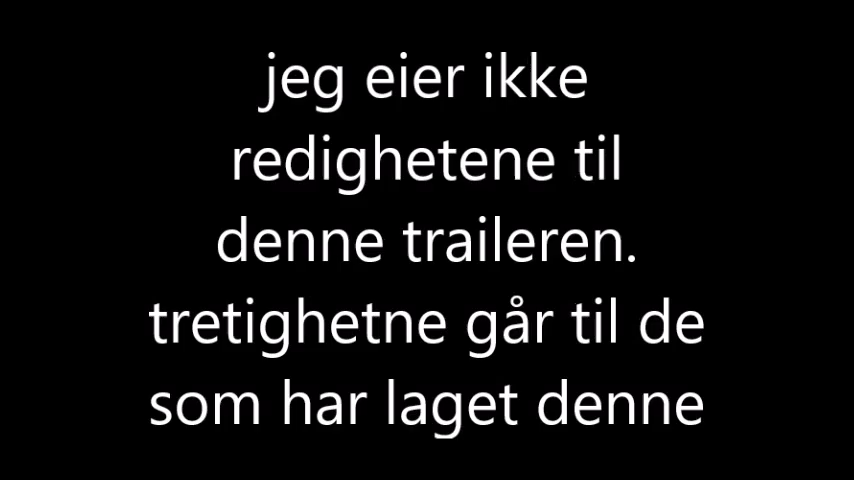 jeg eier ikke
redighetene til
denne traileren.
tretighetne går til de
som har laget denne